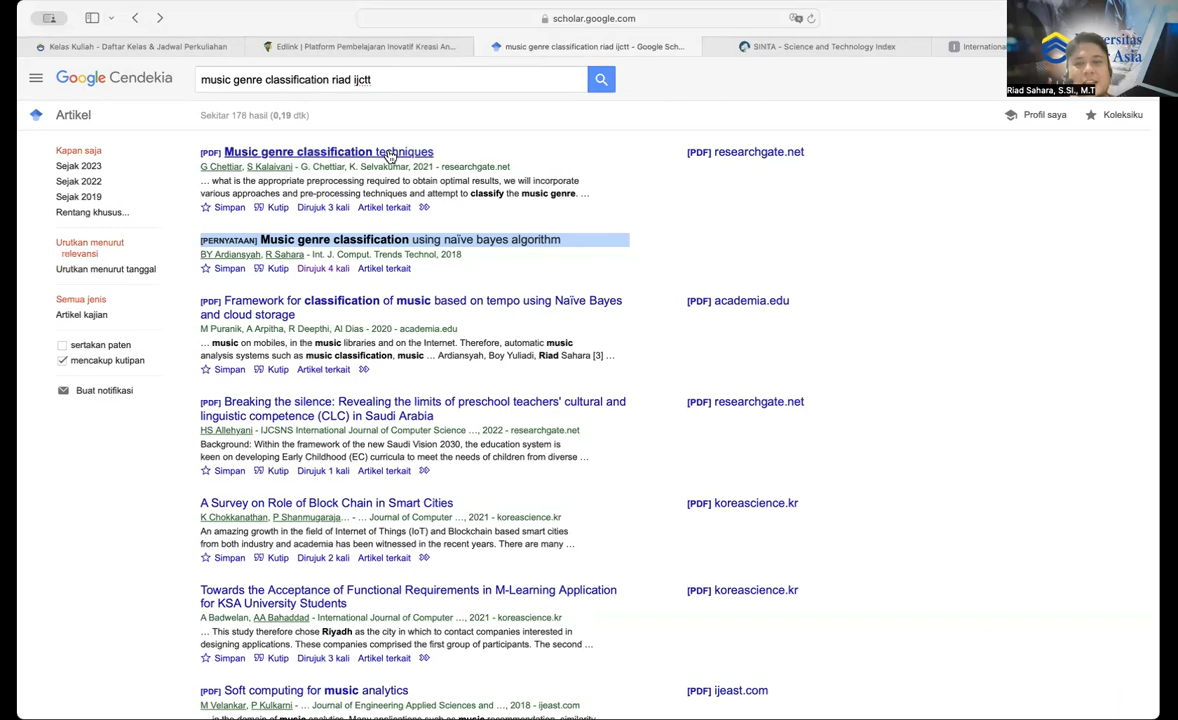 scholar.google.com
Kelas Kuliah - Daftar Kelas & Jadwal Perkuliahan
Edlink | Platform Pembelajaran Inovatif Kreasi An...
music genre classification riad ijctt - Google Sch...
SINTA - Science and Technology Index
International
Asia
Riad Sahara, S.SI., M.T
Google Cendekia
music genre classification riad ijctt
Artikel
Sekitar 178 hasil (0,19 dtk)
Profil saya
Koleksiku
Kapan saja
Sejak 2023
Sejak 2022
Sejak 2019
Rentang khusus...
Urutkan menurut
relevansi
Urutkan menurut tanggal
Semua jenis
Artikel kajian
sertakan paten
mencakup kutipan
Buat notifikasi
[PDF] Music genre classification techniques
[PDF] researchgate.net
G Chettiar, S Kalaivani - G. Chettiar, K. Selvakumar, 2021 - researchgate.net
... what is the appropriate preprocessing required to obtain optimal results, we will incorporate
various approaches and pre-processing techniques and attempt to classify the music genre. ...
Simpan Kutip Dirujuk 3 kali Artikel terkait
[PERNYATAAN] Music genre classification using naïve bayes algorithm
BY Ardiansyah, R Sahara - Int. J. Comput. Trends Technol, 2018
Simpan Kutip Dirujuk 4 kali Artikel terkait
[PDF] Framework for classification of music based on tempo using Naïve Bayes
and cloud storage
[PDF] academia.edu
M Puranik, A Arpitha, R Deepthi, Al Dias - 2020 - academia.edu
... music on mobiles, in the music libraries and on the Internet. Therefore, automatic music
analysis systems such as music classification, music ... Ardiansyah, Boy Yuliadi, Riad Sahara [3] ...
Simpan Kutip Artikel terkait
[PDF] Breaking the silence: Revealing the limits of preschool teachers' cultural and
linguistic competence (CLC) in Saudi Arabia
[PDF] researchgate.net
HS Allehyani - IJCSNS International Journal of Computer Science ..., 2022 - researchgate.net
Background: Within the framework of the new Saudi Vision 2030, the education system is
keen on developing Early Childhood (EC) curricula to meet the needs of children from diverse ...
Simpan Kutip Dirujuk 1 kali Artikel terkait
A Survey on Role of Block Chain in Smart Cities
[PDF] koreascience.kr
K Chokkanathan, P Shanmugaraja... - ... Journal of Computer ..., 2021 - koreascience.kr
An amazing growth in the field of Internet of Things (IoT) and Blockchain based smart cities
from both industry and academia has been witnessed in the recent years. There are many ...
Simpan Kutip Dirujuk 2 kali Artikel terkait
Towards the Acceptance of Functional Requirements in M-Learning Application
for KSA University Students
[PDF] koreascience.kr
A Badwelan, AA Bahaddad - International Journal of Computer ..., 2021 - koreascience.kr
... This study therefore chose Riyadh as the city in which to contact companies interested in
designing applications. These companies comprised the first group of participants. The second ...
Simpan Kutip Dirujuk 3 kali Artikel terkait
[PDF] Soft computing for music analytics
[PDF] ijeast.com
M Velankar, P Kulkarni - ... Journal of Engineering Applied Sciences and ..., 2018 - ijeast.com